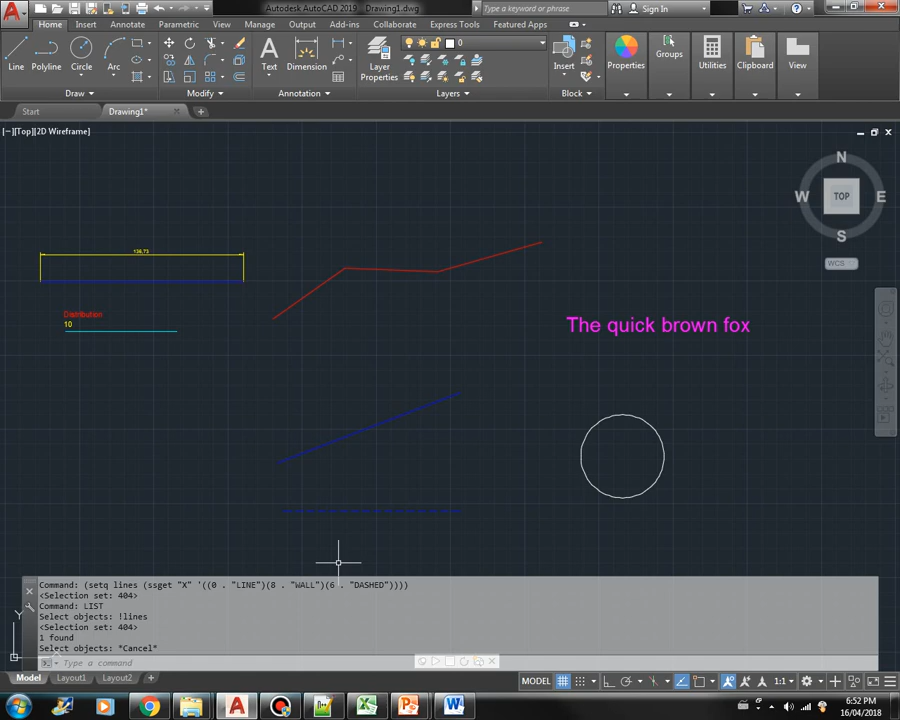 Autodesk AutoCAD 2019 Drawing1.dwg
Type a keyword or phrase
Sign In
Home Insert Annotate Parametric View Manage Output Add-ins Collaborate Express Tools Featured Apps
0
Line Polyline Circle Arc
Text Dimension
Layer Properties
Insert
Properties Groups Utilities Clipboard View
Draw Modify Annotation Layers Block
Start Drawing1*
[−][Top][2D Wireframe]
N
W TOP E
S
WCS
136.73
Distribution
10
The quick brown fox
Command: (setq lines (ssget "X" '((0 . "LINE")(8 . "WALL")(6 . "DASHED"))))
<Selection set: 404>
Command: LIST
Select objects: !lines
<Selection set: 404>
1 found
Select objects: *Cancel*
Type a command
Y
Model Layout1 Layout2 +
MODEL 1:1
6:52 PM
16/04/2018